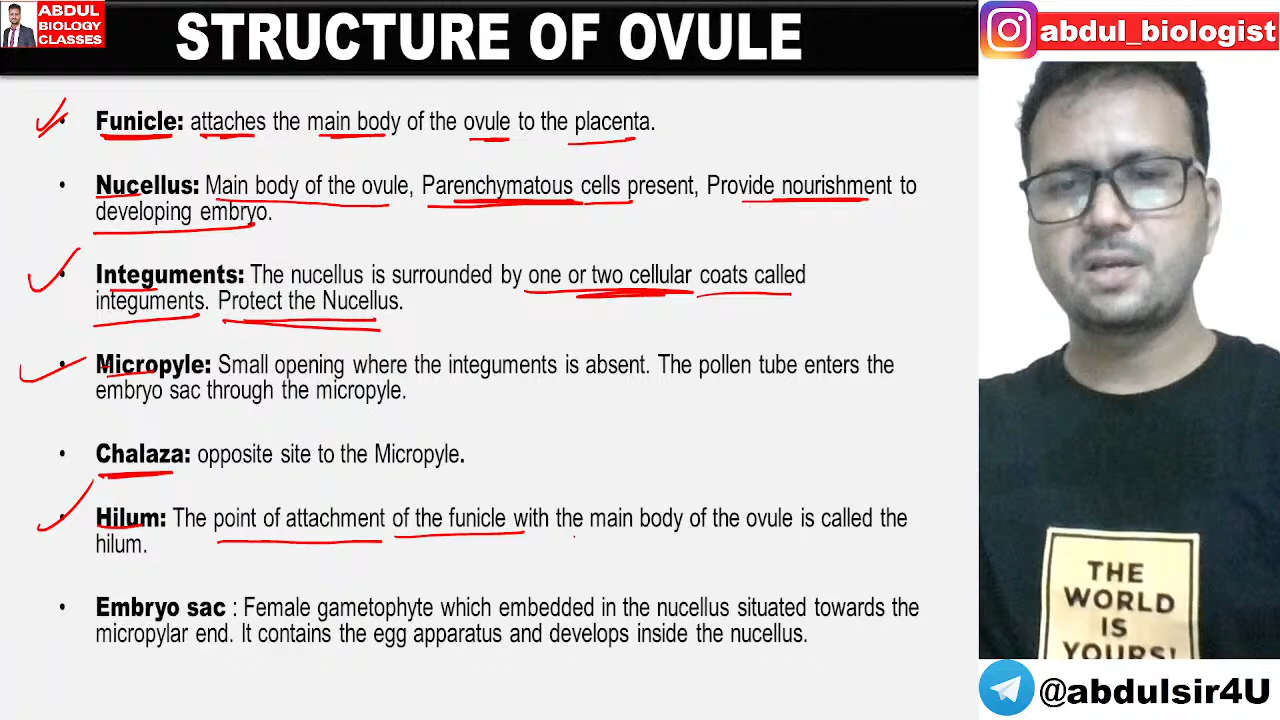 ABDUL
BIOLOGY
CLASSES
STRUCTURE OF OVULE
abdul_biologist
• Funicle: attaches the main body of the ovule to the placenta.
• Nucellus: Main body of the ovule, Parenchymatous cells present, Provide nourishment to
developing embryo.
• Integuments: The nucellus is surrounded by one or two cellular coats called
integuments. Protect the Nucellus.
• Micropyle: Small opening where the integuments is absent. The pollen tube enters the
embryo sac through the micropyle.
• Chalaza: opposite site to the Micropyle.
• Hilum: The point of attachment of the funicle with the main body of the ovule is called the
hilum.
• Embryo sac : Female gametophyte which embedded in the nucellus situated towards the
micropylar end. It contains the egg apparatus and develops inside the nucellus.
THE
WORLD
IS
YOURS!
@abdulsir4U